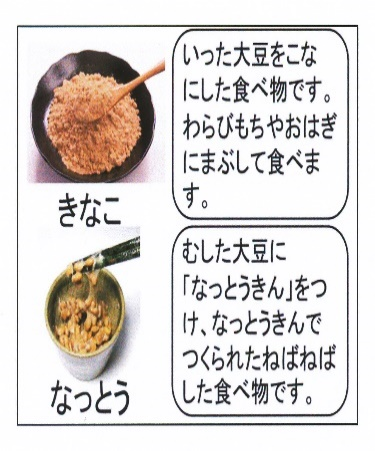 いった大豆をこな
にした食べ物です。
わらびもちやおはぎ
にまぶして食べま
す。
きなこ
むした大豆に
「なっとうきん」をつ
け、なっとうきんで
つくられたねばねば
した食べ物です。
なっとう